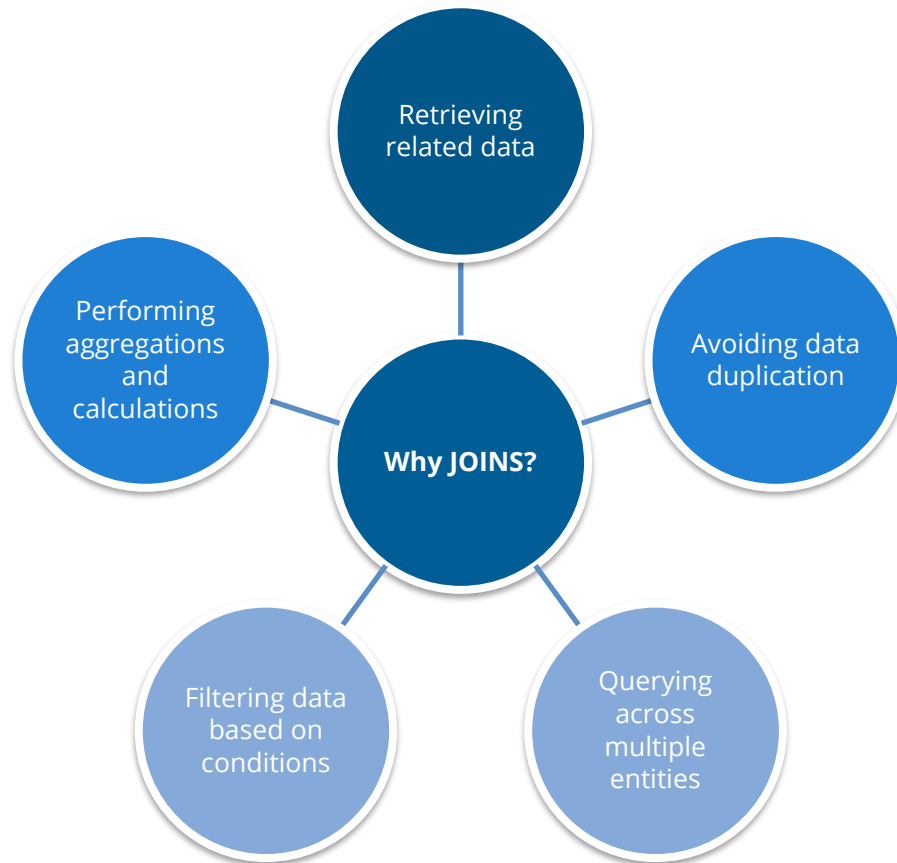 Retrieving
related data
Performing
aggregations
and
calculations
Avoiding data
duplication
Why JOINS?
Filtering data
based on
conditions
Querying
across
multiple
entities